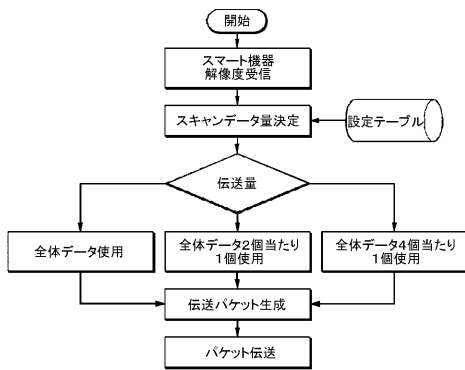 開始
スマート機器
解像度受信
スキャンデータ量決定
設定テーブル
伝送量
全体データ使用
全体データ2個当たり
1個使用
全体データ4個当たり
1個使用
伝送パケット生成
パケット伝送